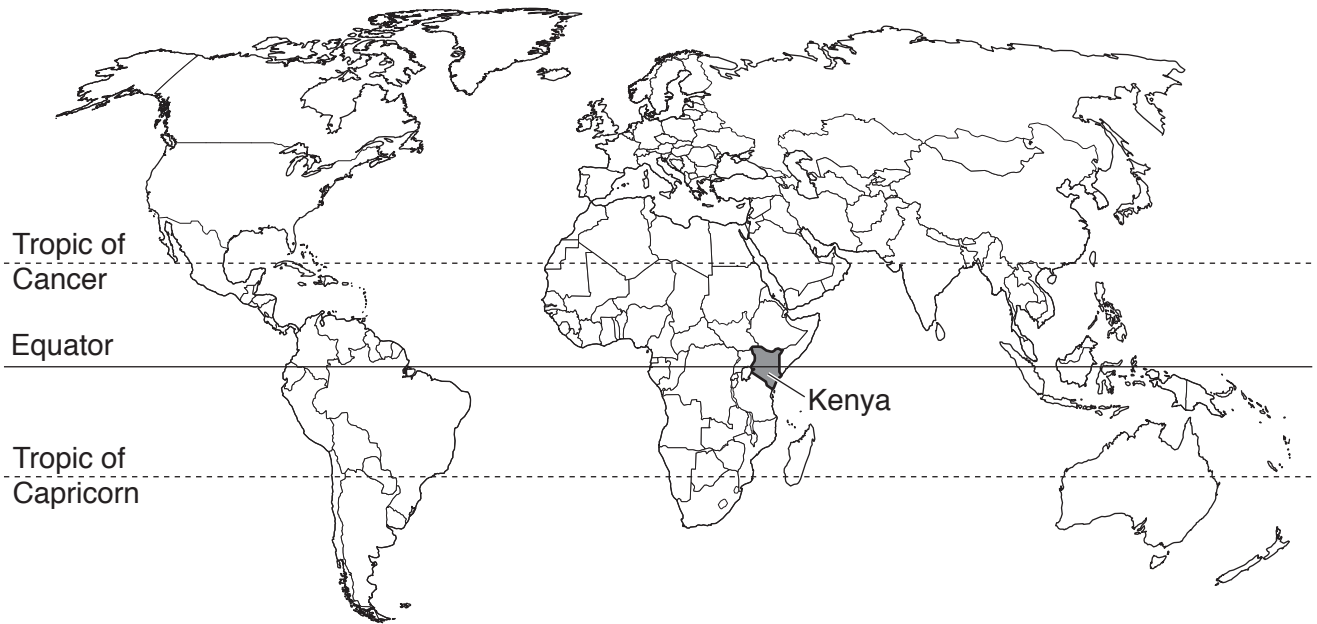 Tropic of
Cancer
Equator
Kenya
Tropic of
Capricorn